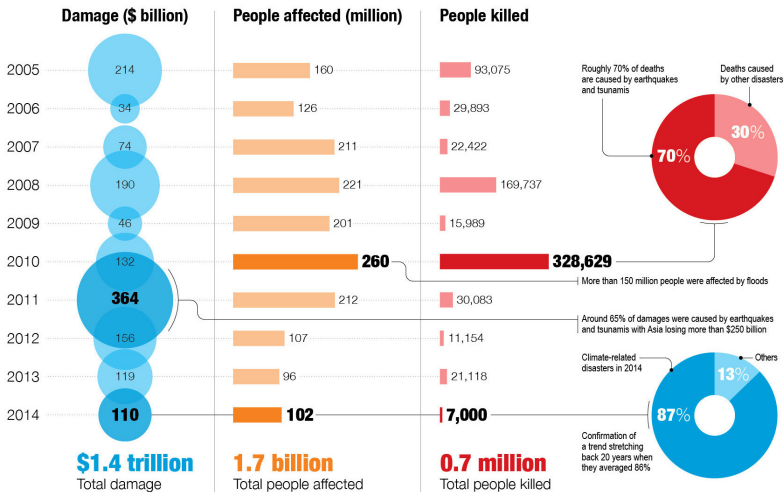 Damage ($ billion)
People affected (million)
People killed
2005
214
160
93,075
2006
34
126
29,893
2007
74
211
22,422
2008
190
221
169,737
2009
46
201
15,989
2010
132
260
328,629
2011
364
212
30,083
2012
156
107
11,154
2013
119
96
21,118
2014
110
102
7,000
$1.4 trillion
Total damage
1.7 billion
Total people affected
0.7 million
Total people killed
Roughly 70% of deaths
are caused by earthquakes
and tsunamis
Deaths caused
by other disasters
70%
30%
More than 150 million people were affected by floods
Around 65% of damages were caused by earthquakes
and tsunamis with Asia losing more than $250 billion
Climate-related
disasters in 2014
Others
13%
87%
Confirmation of
a trend stretching
back 20 years when
they averaged 86%